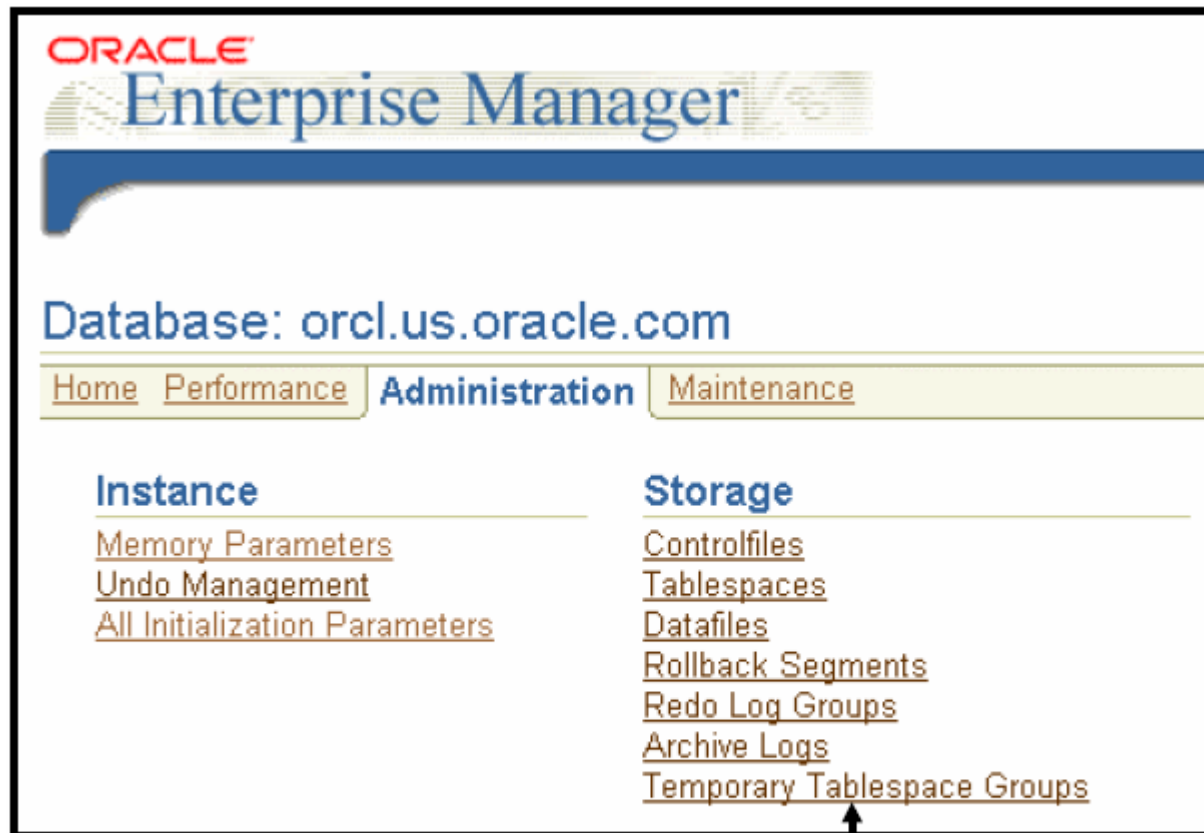 ORACLE
Enterprise Manager
Database: orcl.us.oracle.com
Home Performance Administration Maintenance
Instance
Memory Parameters
Undo Management
All Initialization Parameters
Storage
Controlfiles
Tablespaces
Datafiles
Rollback Segments
Redo Log Groups
Archive Logs
Temporary Tablespace Groups